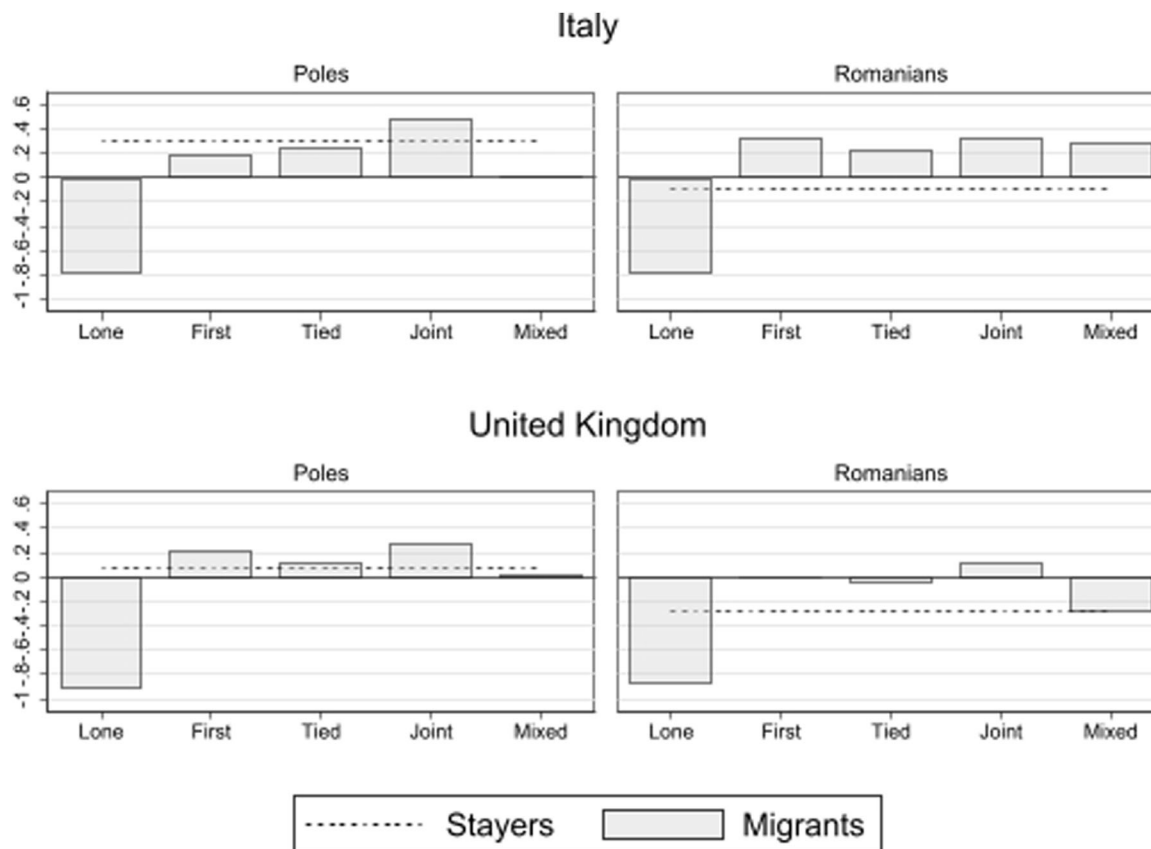 Italy
Poles
Romanians
.6
.4
.2
0
-.2
-.4
-.6
-.8
-1
Lone First Tied Joint Mixed
Lone First Tied Joint Mixed
United Kingdom
Poles
Romanians
.6
.4
.2
0
-.2
-.4
-.6
-.8
-1
Lone First Tied Joint Mixed
Lone First Tied Joint Mixed
Stayers Migrants